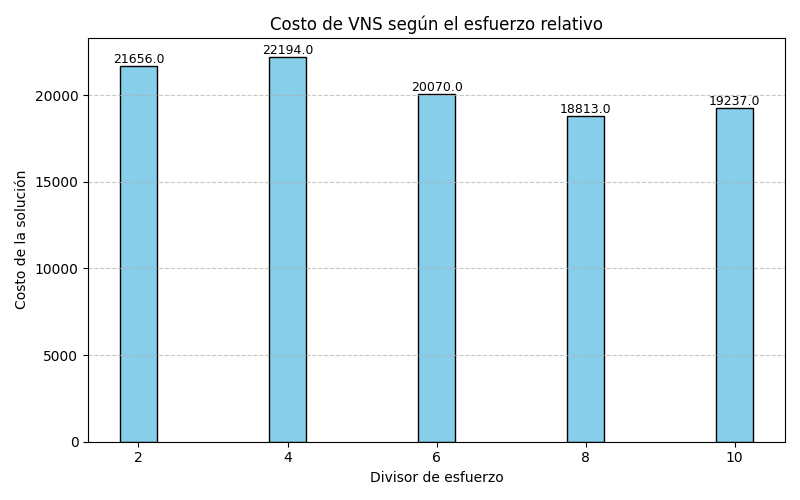 Costo de VNS según el esfuerzo relativo
21656.0
22194.0
20070.0
18813.0
19237.0
20000
15000
10000
5000
0
Costo de la solución
2 4 6 8 10
Divisor de esfuerzo